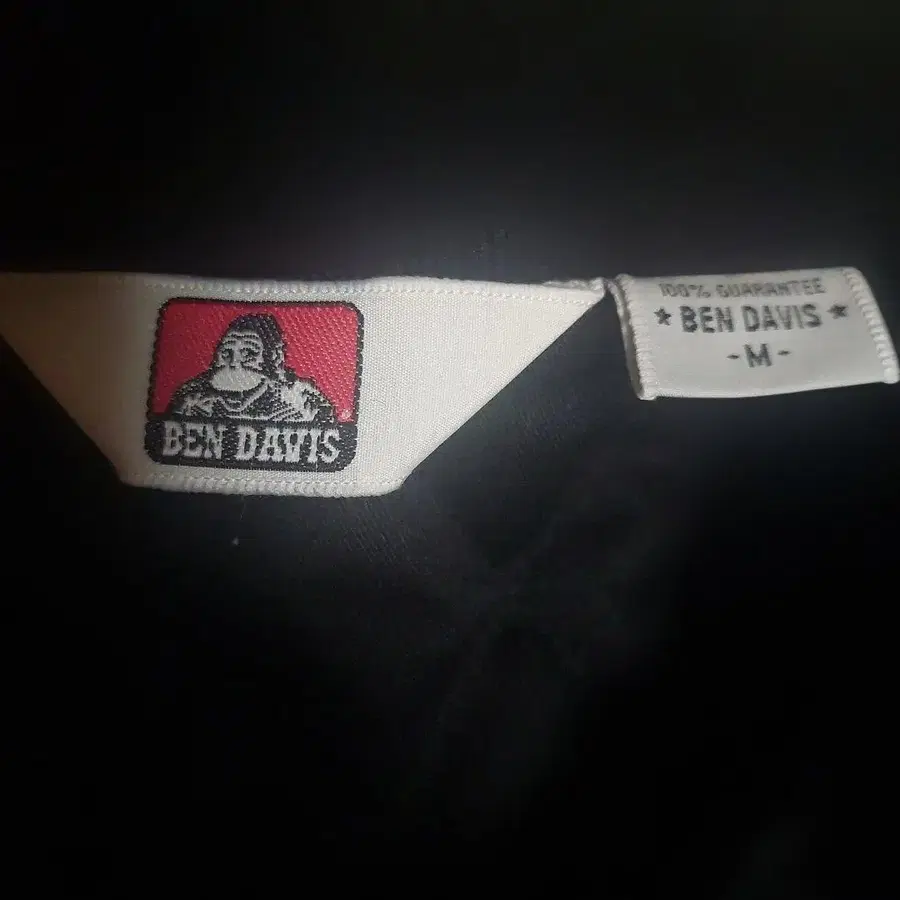 BEN DAVIS
100% GUARANTEE
★ BEN DAVIS ★
-M-